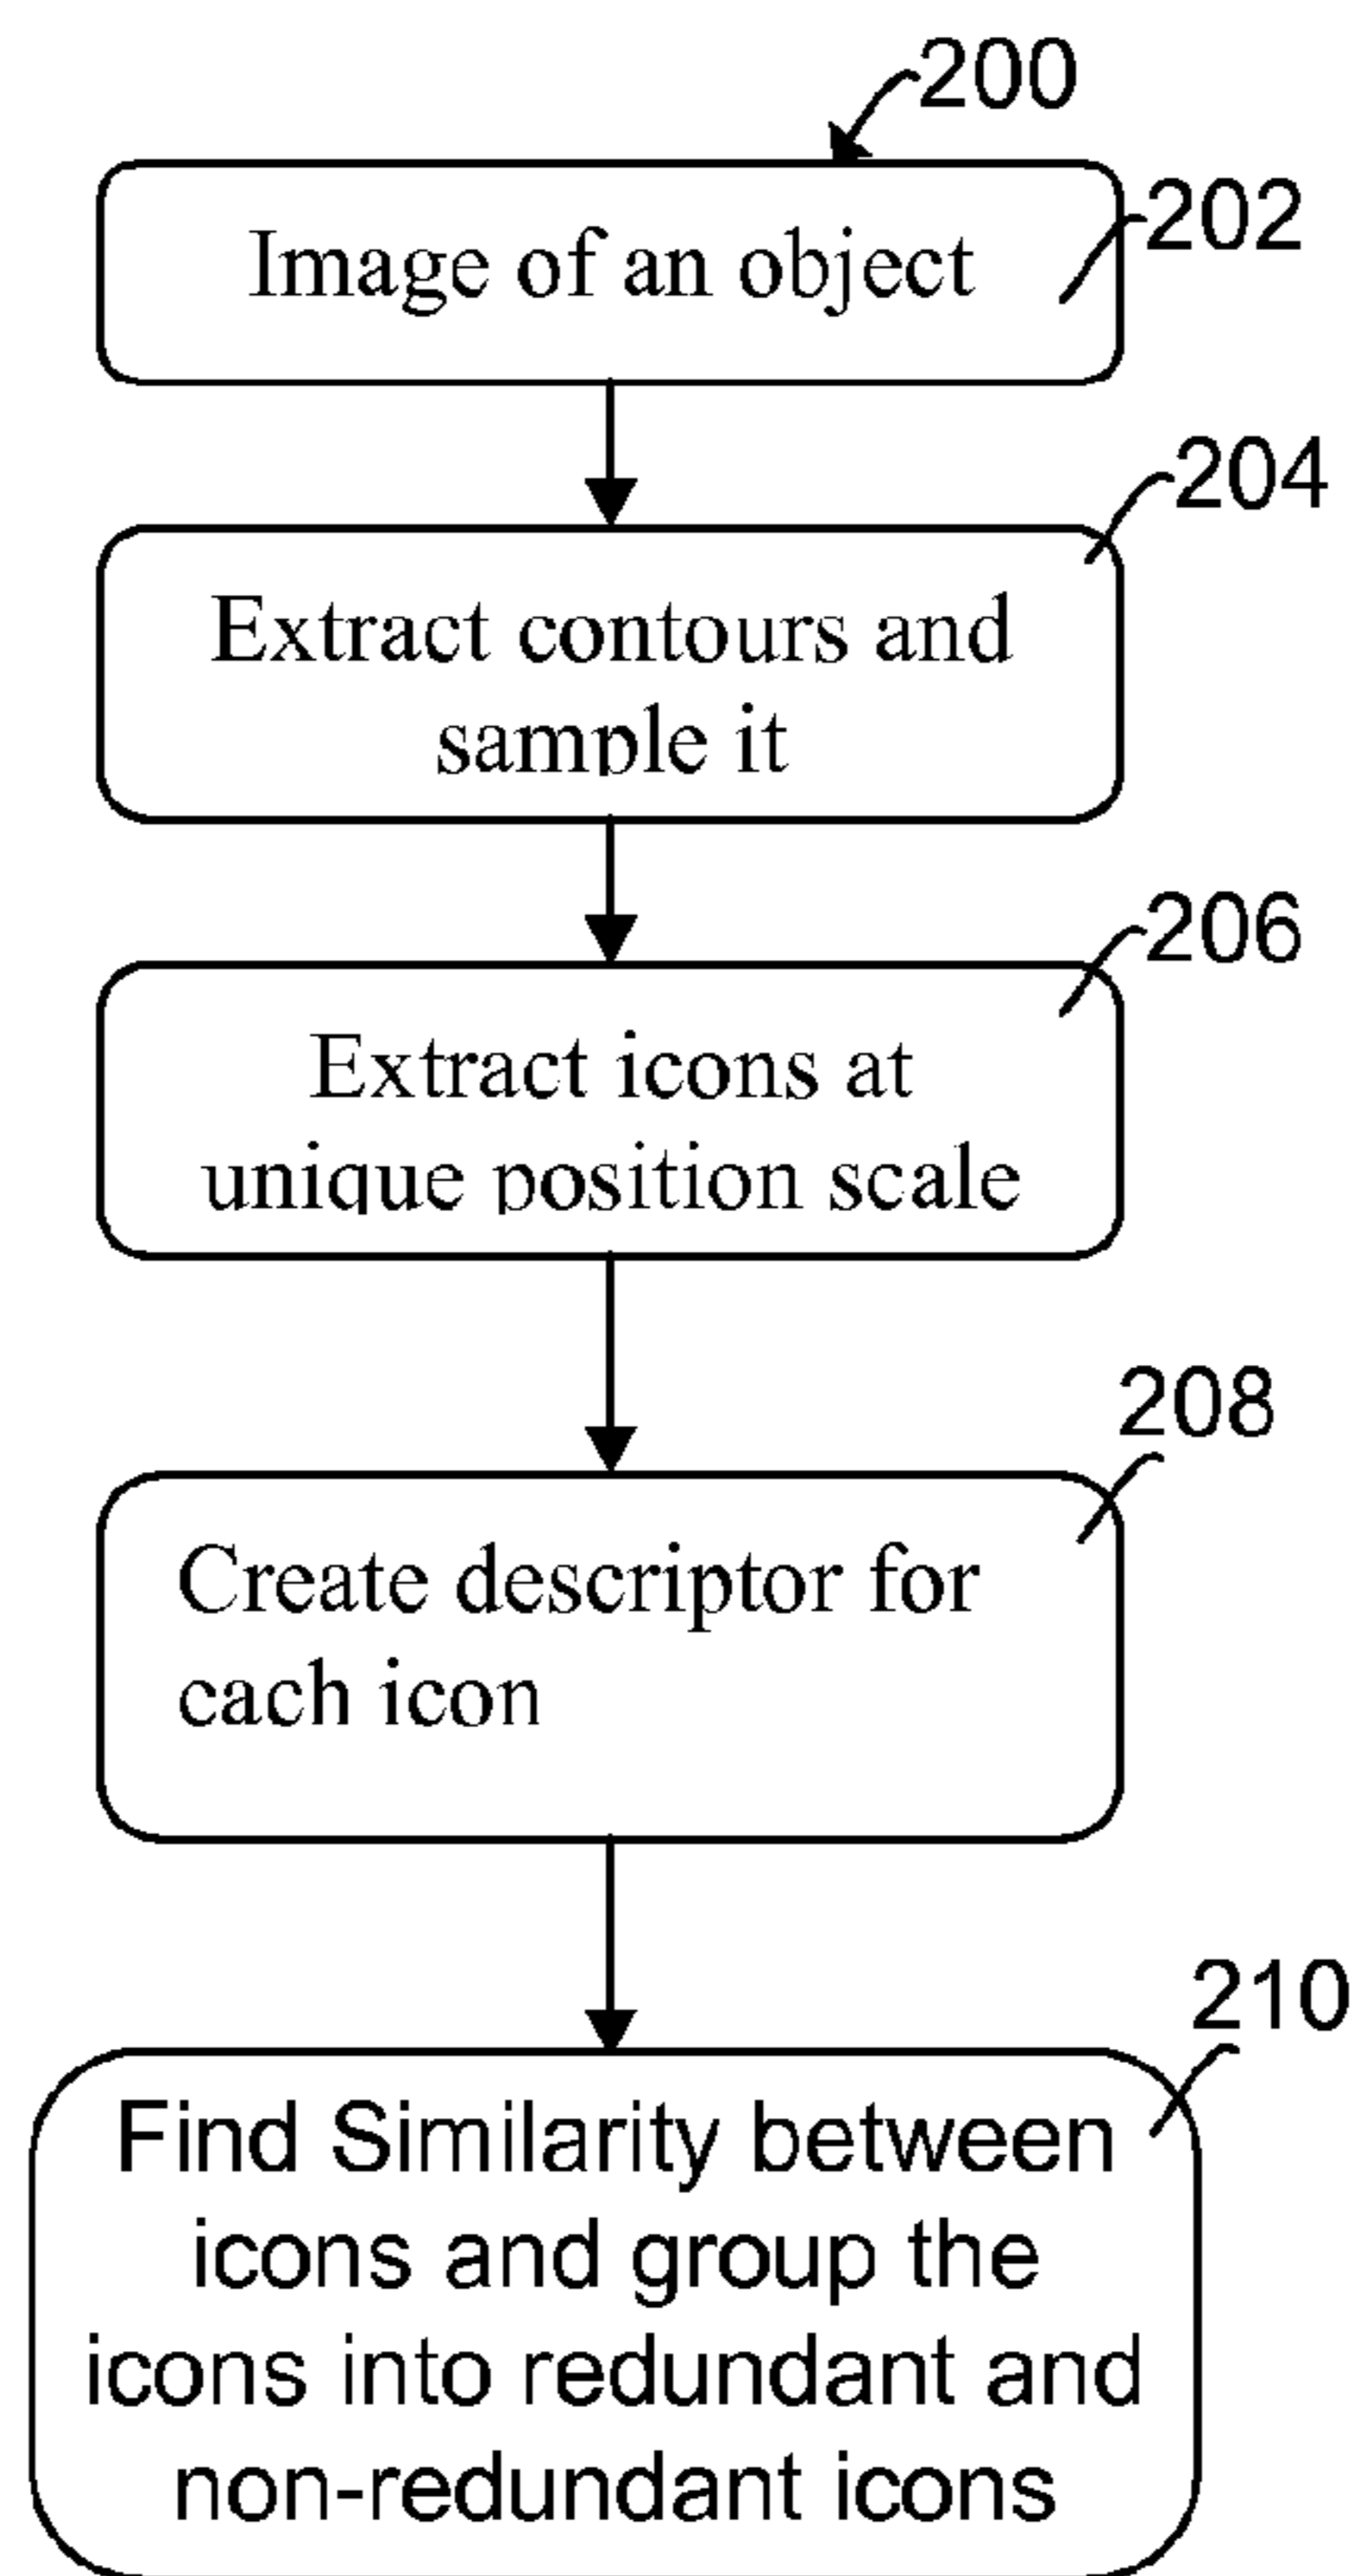 200
Image of an object
202
204
Extract contours and
sample it
206
Extract icons at
unique position scale
208
Create descriptor for
cach icon
210
Find Similarity between
icons and group the
icons into redundant and
non-redundant icons